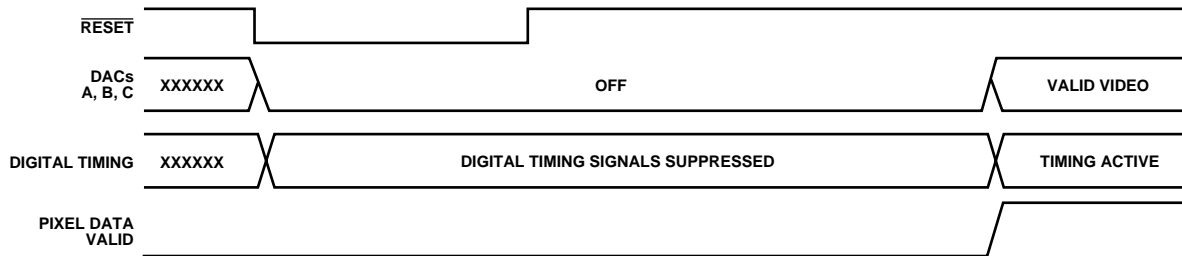 RESET
DACs
A, B, C
XXXXXX
OFF
VALID VIDEO
DIGITAL TIMING
XXXXXX
DIGITAL TIMING SIGNALS SUPPRESSED
TIMING ACTIVE
PIXEL DATA
VALID